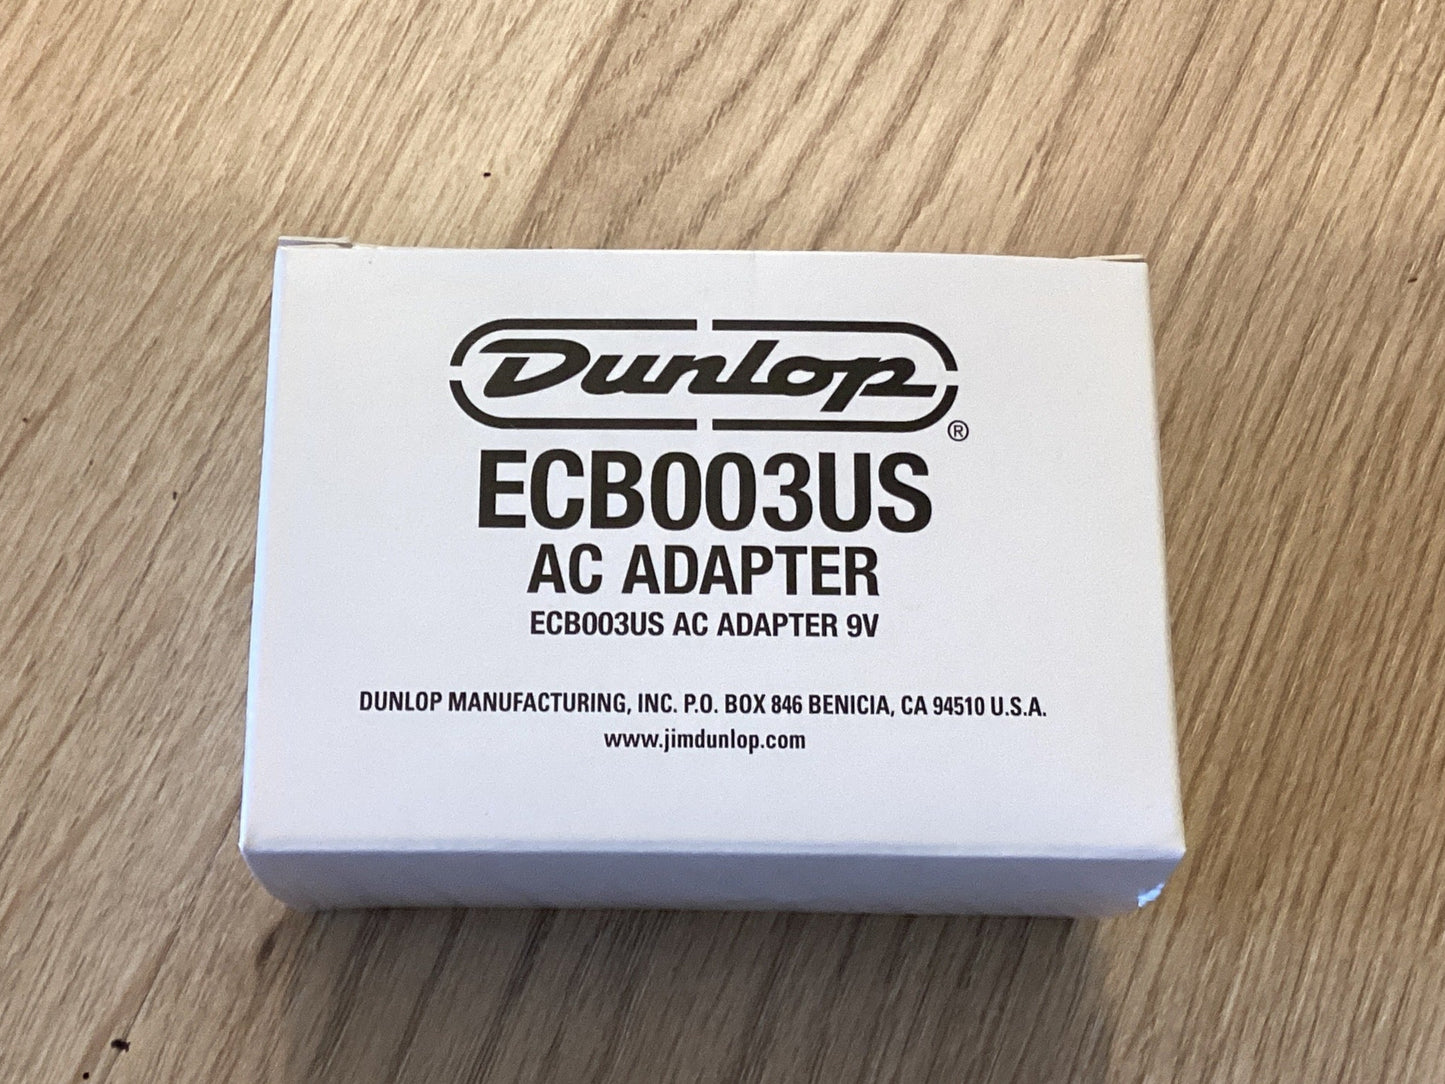 Dunlop®
ECB003US
AC ADAPTER
ECB003US AC ADAPTER 9V
DUNLOP MANUFACTURING, INC. P.O. BOX 846 BENICIA, CA 94510 U.S.A.
www.jimdunlop.com